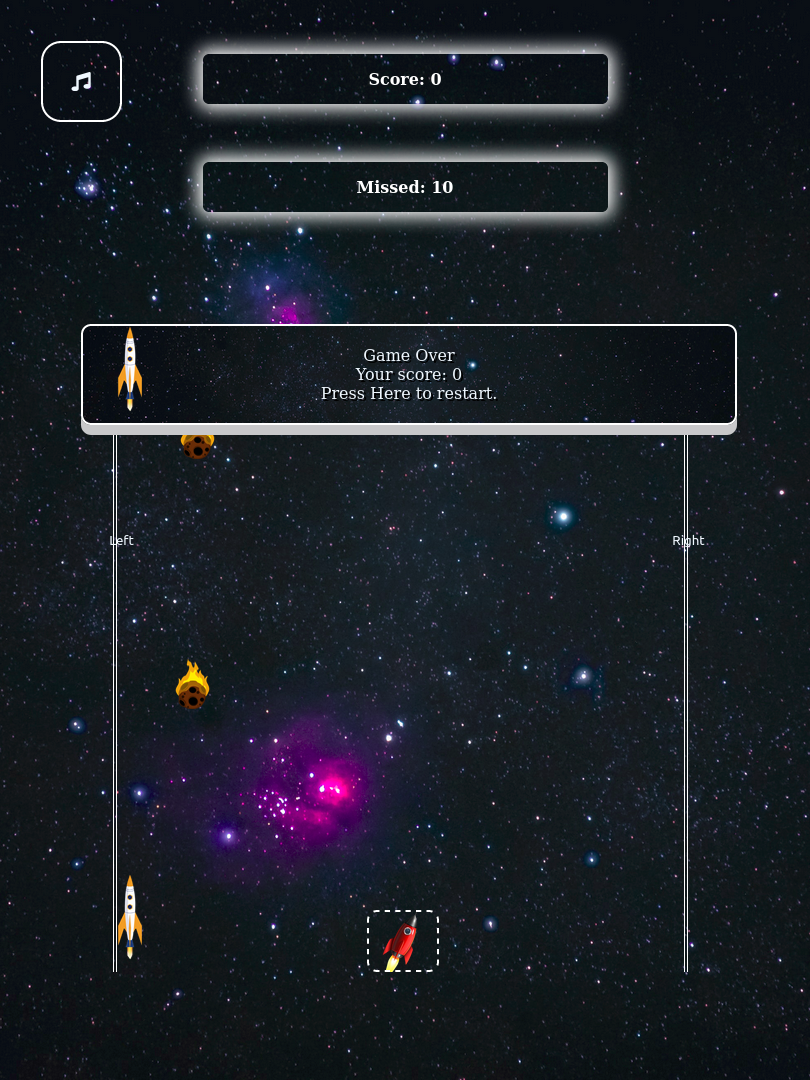 Score: 0
Missed: 10
Game Over
Your score: 0
Press Here to restart.
Left
Right